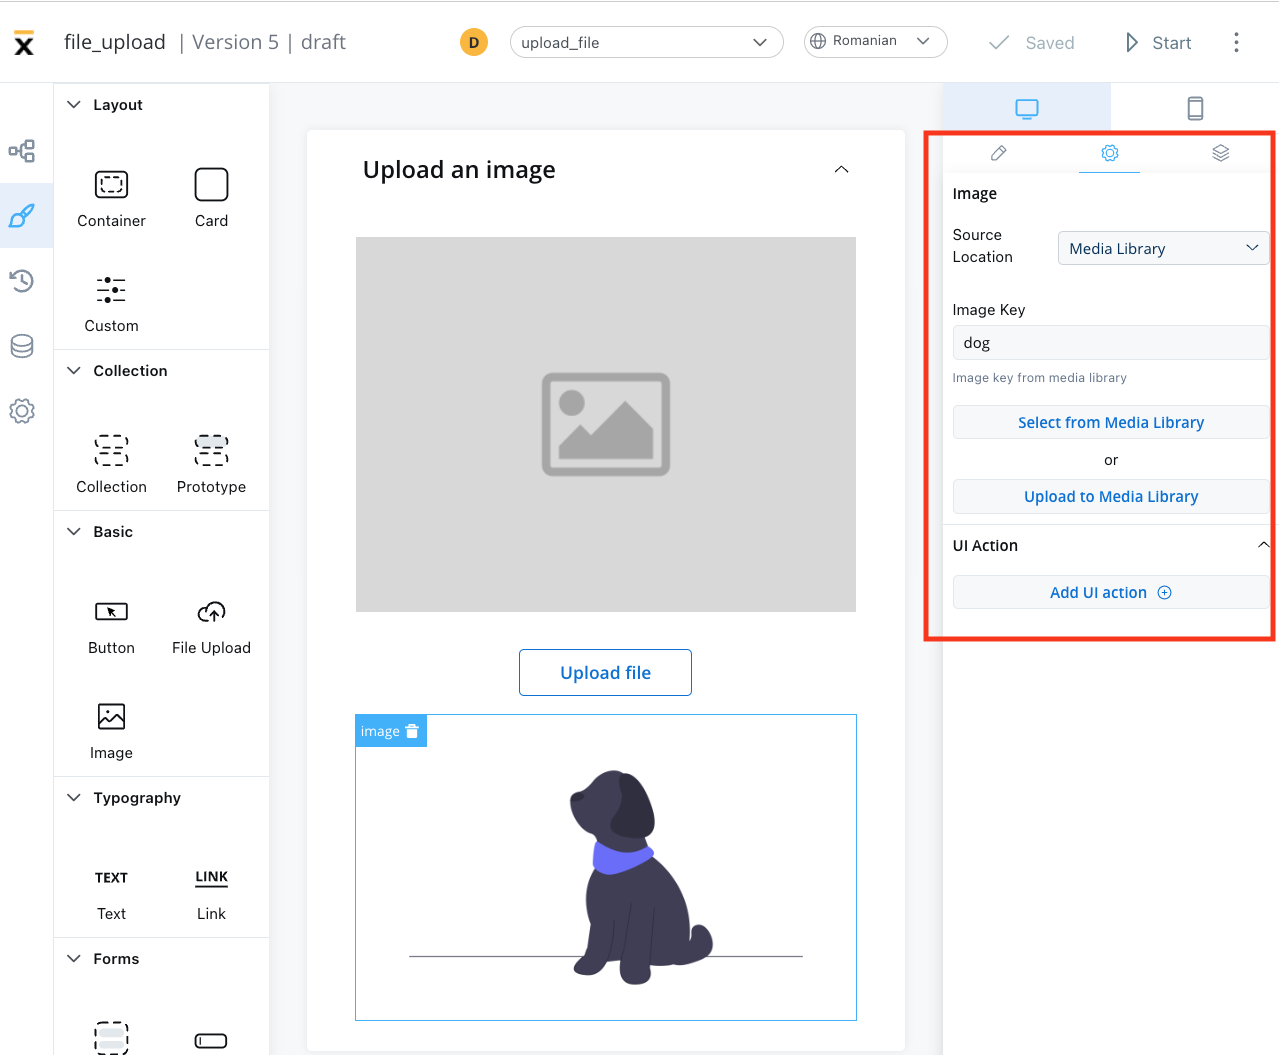 file_upload | Version 5 | draft
D
upload_file
Romanian
Saved
Start
Layout
Container
Card
Custom
Collection
Collection
Prototype
Basic
Button
File Upload
Image
Typography
TEXT
LINK
Text
Link
Forms
Upload an image
Upload file
image
Image
Source
Location
Media Library
Image Key
dog
Image key from media library
Select from Media Library
or
Upload to Media Library
UI Action
Add UI action